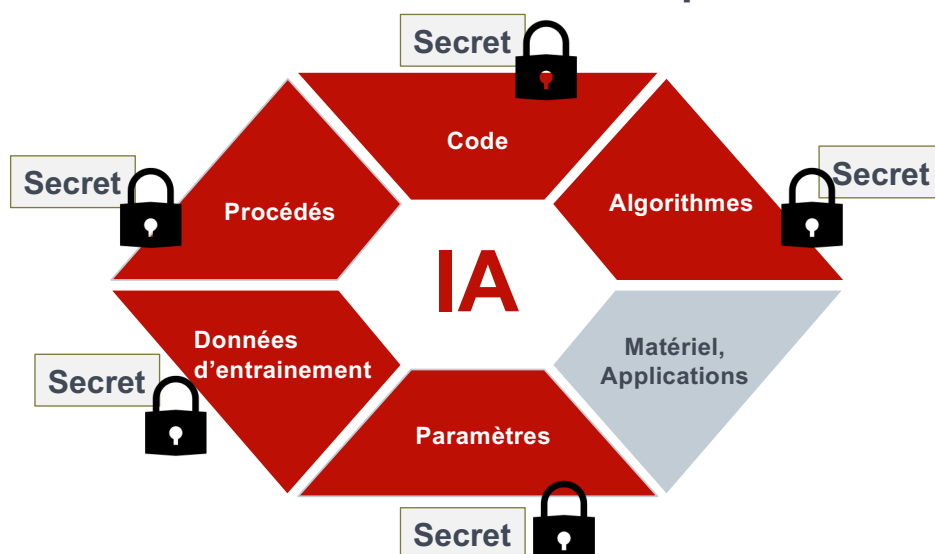 Secret
Code
Secret
Procédés
Algorithmes
Secret
IA
Données
d’entrainement
Matériel,
Applications
Secret
Paramètres
Secret